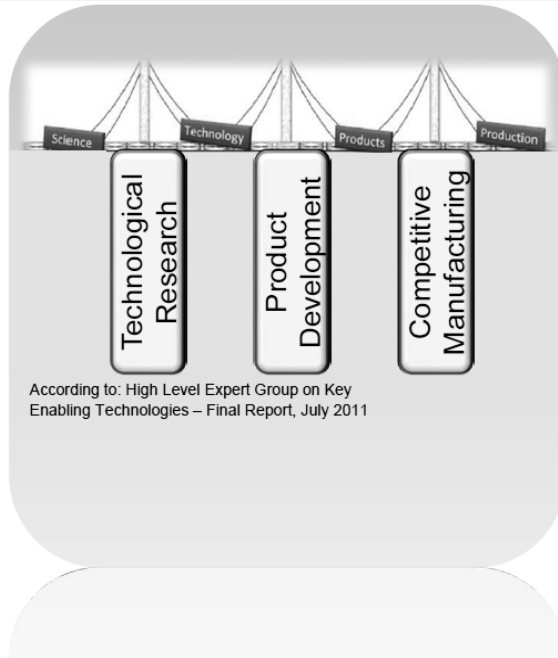 Science
Technology
Products
Production
Technological
Research
Product
Development
Competitive
Manufacturing
According to: High Level Expert Group on Key
Enabling Technologies – Final Report, July 2011